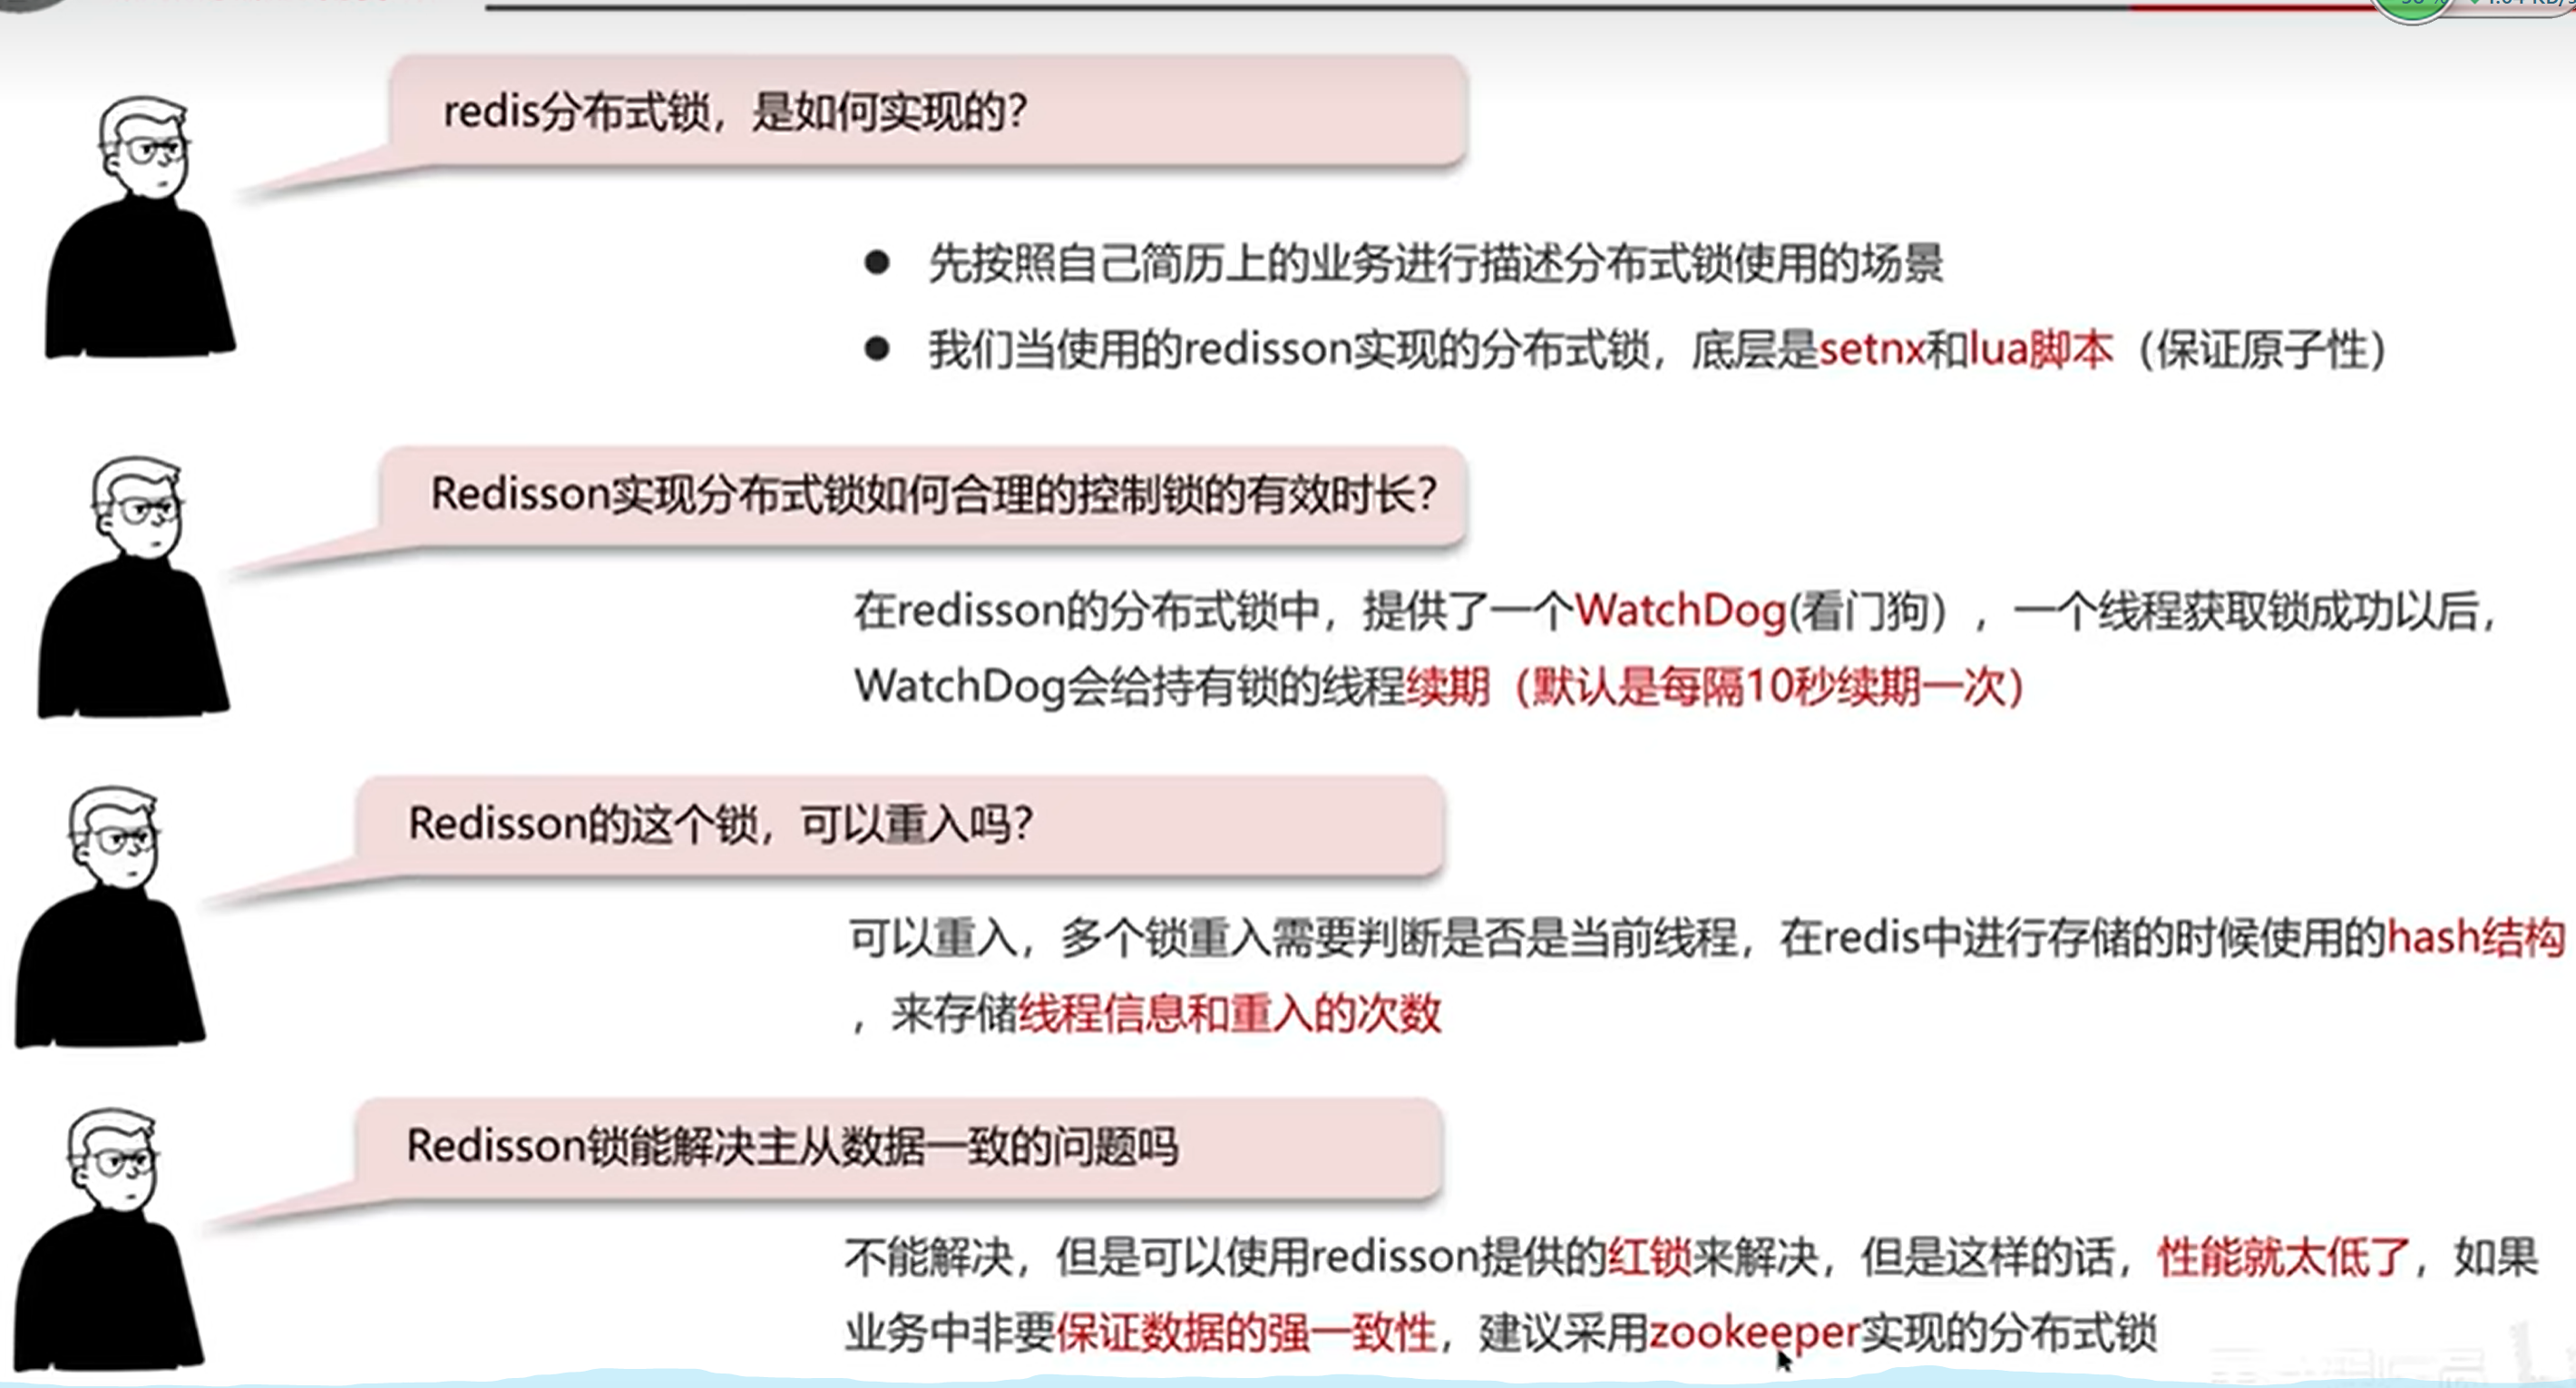 redis分布式锁，是如何实现的？
● 先按照自己简历上的业务进行描述分布式锁使用的场景
● 我们当使用的redisson实现的分布式锁，底层是setnx和lua脚本（保证原子性）
Redisson实现分布式锁如何合理的控制锁的有效时长？
在redisson的分布式锁中，提供了一个WatchDog(看门狗），一个线程获取锁成功以后，
WatchDog会给持有锁的线程续期（默认是每隔10秒续期一次）
Redisson的这个锁，可以重入吗？
可以重入，多个锁重入需要判断是否是当前线程，在redis中进行存储的时候使用的hash结构
，来存储线程信息和重入的次数
Redisson锁能解决主从数据一致的问题吗
不能解决，但是可以使用redisson提供的红锁来解决，但是这样的话，性能就太低了，如果
业务中非要保证数据的强一致性，建议采用zookeeper实现的分布式锁